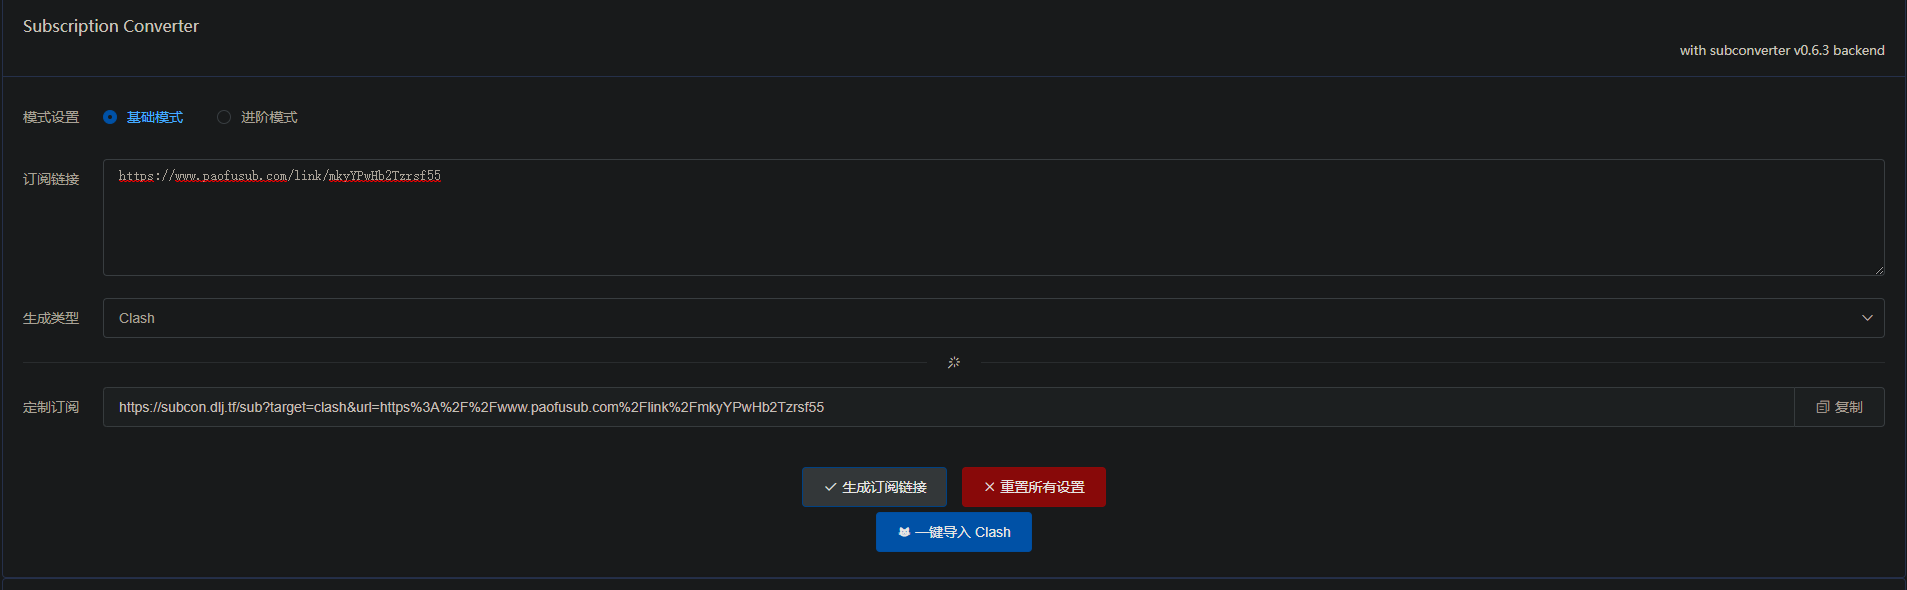 Subscription Converter
with subconverter v0.6.3 backend
模式设置 基础模式 进阶模式
订阅链接 https://www.paofusub.com/link/mkyYPwHb2Tzrsf55
生成类型 Clash
定制订阅 https://subcon.dlj.tf/sub?target=clash&url=https%3A%2F%2Fwww.paofusub.com%2Flink%2FmkyYPwHb2Tzrsf55 复制
生成订阅链接 重置所有设置
一键导入 Clash